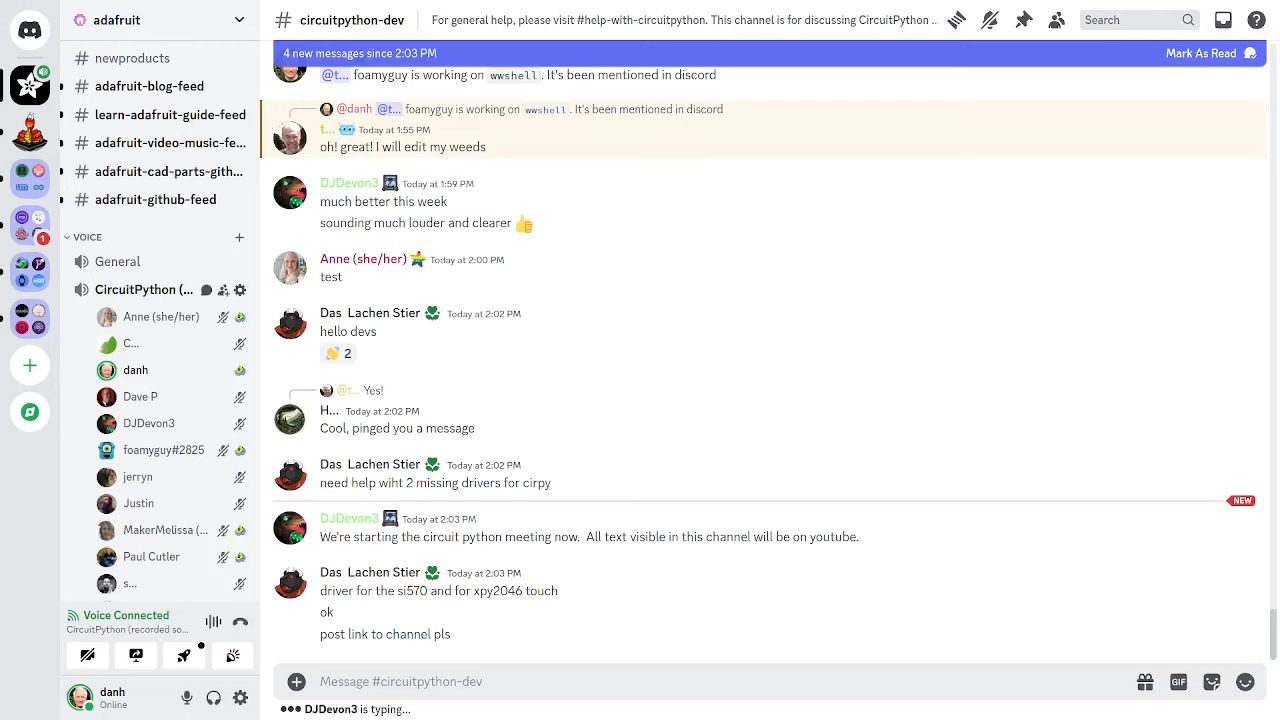 adafruit
# circuitpython-dev
For general help, please visit #help-with-circuitpython. This channel is for discussing CircuitPython ...
Search
newproducts
adafruit-blog-feed
learn-adafruit-guide-feed
adafruit-video-music-fe...
adafruit-cad-parts-gith...
adafruit-github-feed
VOICE
General
CircuitPython (...
Anne (she/her)
C...
danh
Dave P
DJDevon3
foamyguy#2825
jerryn
Justin
MakerMelissa (...
Paul Cutler
s...
Voice Connected
CircuitPython (recorded so...
danh
Online
1
4 new messages since 2:03 PM
Mark As Read
@t... foamyguy is working on wwshell. It's been mentioned in discord
@danh @t... foamyguy is working on wwshell. It's been mentioned in discord
t... Today at 1:55 PM
oh! great! I will edit my weeds
DJDevon3 Today at 1:59 PM
much better this week
sounding much louder and clearer 👍
Anne (she/her) Today at 2:00 PM
test
Das Lachen Stier Today at 2:02 PM
hello devs
👋 2
@t... Yes!
H... Today at 2:02 PM
Cool, pinged you a message
Das Lachen Stier Today at 2:02 PM
need help wiht 2 missing drivers for cirpy
NEW
DJDevon3 Today at 2:03 PM
We're starting the circuit python meeting now. All text visible in this channel will be on youtube.
Das Lachen Stier Today at 2:03 PM
driver for the si570 and for xpy2046 touch
ok
post link to channel pls
Message #circuitpython-dev
GIF
DJDevon3 is typing...